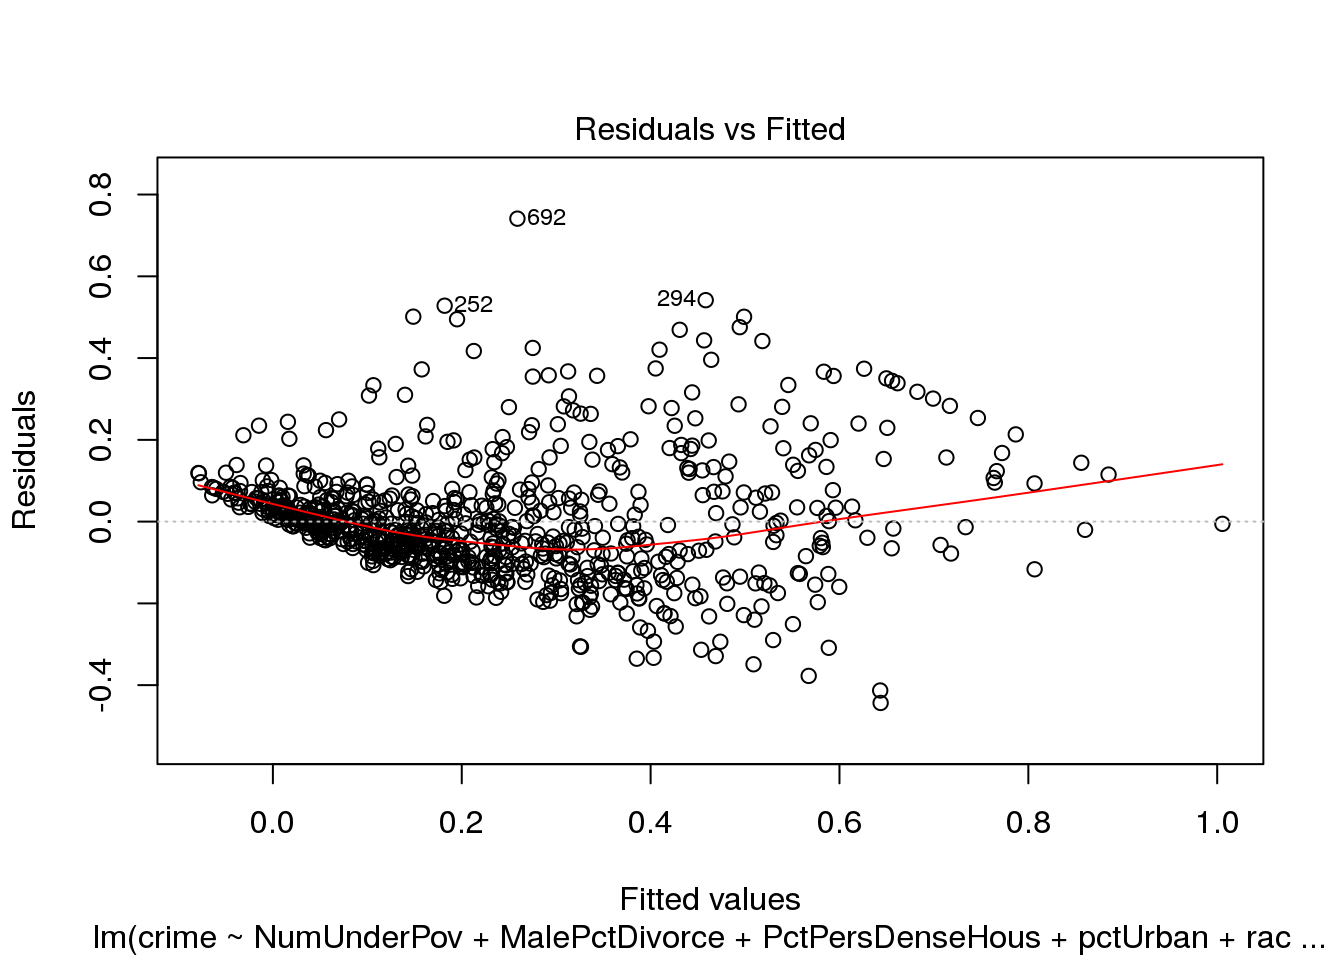 Residuals vs Fitted
0.8
0.6
0.4
0.2
0.0
-0.4
Residuals
692
252
294
0.0 0.2 0.4 0.6 0.8 1.0
Fitted values
lm(crime ~ NumUnderPov + MalePctDivorce + PctPersDenseHous + pctUrban + rac ...